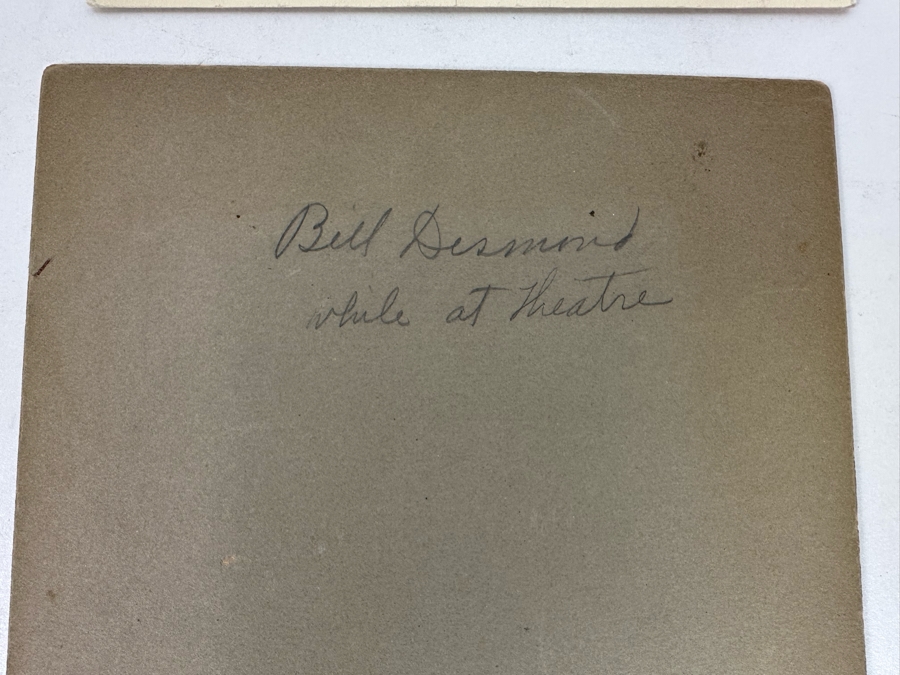 Bill Desmond
while at Theatre